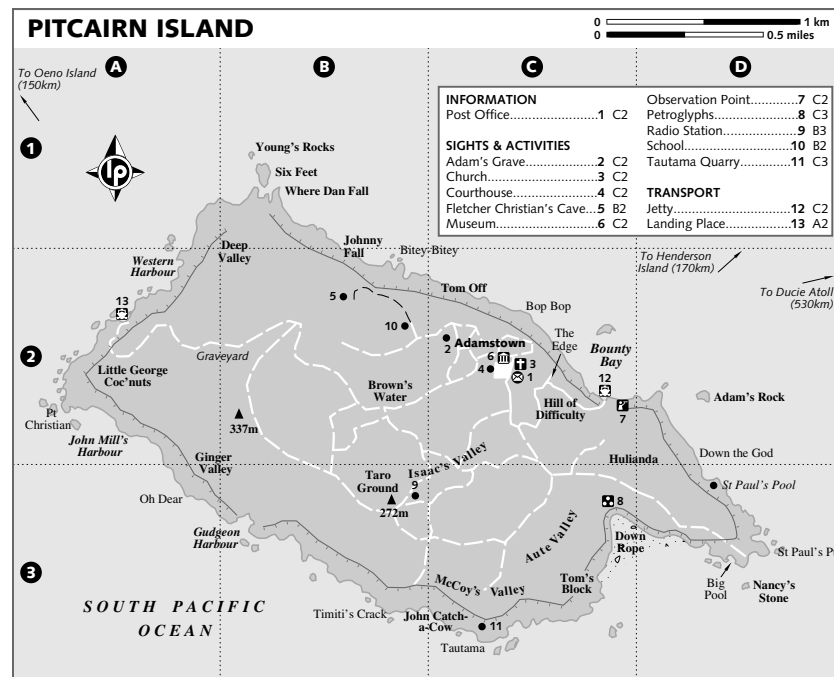 PITCAIRN ISLAND
0 1 km
0 0.5 miles
A B C D
To Oeno Island
(150km)
1
lp
INFORMATION
Post Office..............1 C2
SIGHTS & ACTIVITIES
Adam's Grave............2 C2
Church......................3 C2
Courthouse................4 C2
Fletcher Christian's Cave..5 B2
Museum....................6 C2
Observation Point............7 C2
Petroglyphs...................8 C3
Radio Station.................9 B3
School..........................10 B2
Tautama Quarry............11 C3
TRANSPORT
Jetty............................12 C2
Landing Place...............13 A2
Young's Rocks
Six Feet
Where Dan Fall
Western
Harbour
Deep
Valley
Johnny
Fall
Bitey-Bitey
To Henderson
Island (170km)
To Ducie Atoll
(530km)
Tom Off
Bop Bop
The
Edge
13
5
10
2
Adamstown
6
3
4
1
Bounty
Bay
12
7
2
Graveyard
Little George
Coc'nuts
Brown's
Water
Hill of
Difficulty
Adam's Rock
Pt
Christian
John Mill's
Harbour
337m
Ginger
Valley
Isaac's Valley
Hulianda
Down the God
Taro
Ground
9
272m
St Paul's Pool
Oh Dear
Gudgeon
Harbour
8
Aute Valley
Down
Rope
St Paul's P
3
McCoy's Valley
Tom's
Block
Big
Pool
Nancy's
Stone
SOUTH PACIFIC
OCEAN
Timiti's Crack
John Catch-
a-Cow
11
Tautama